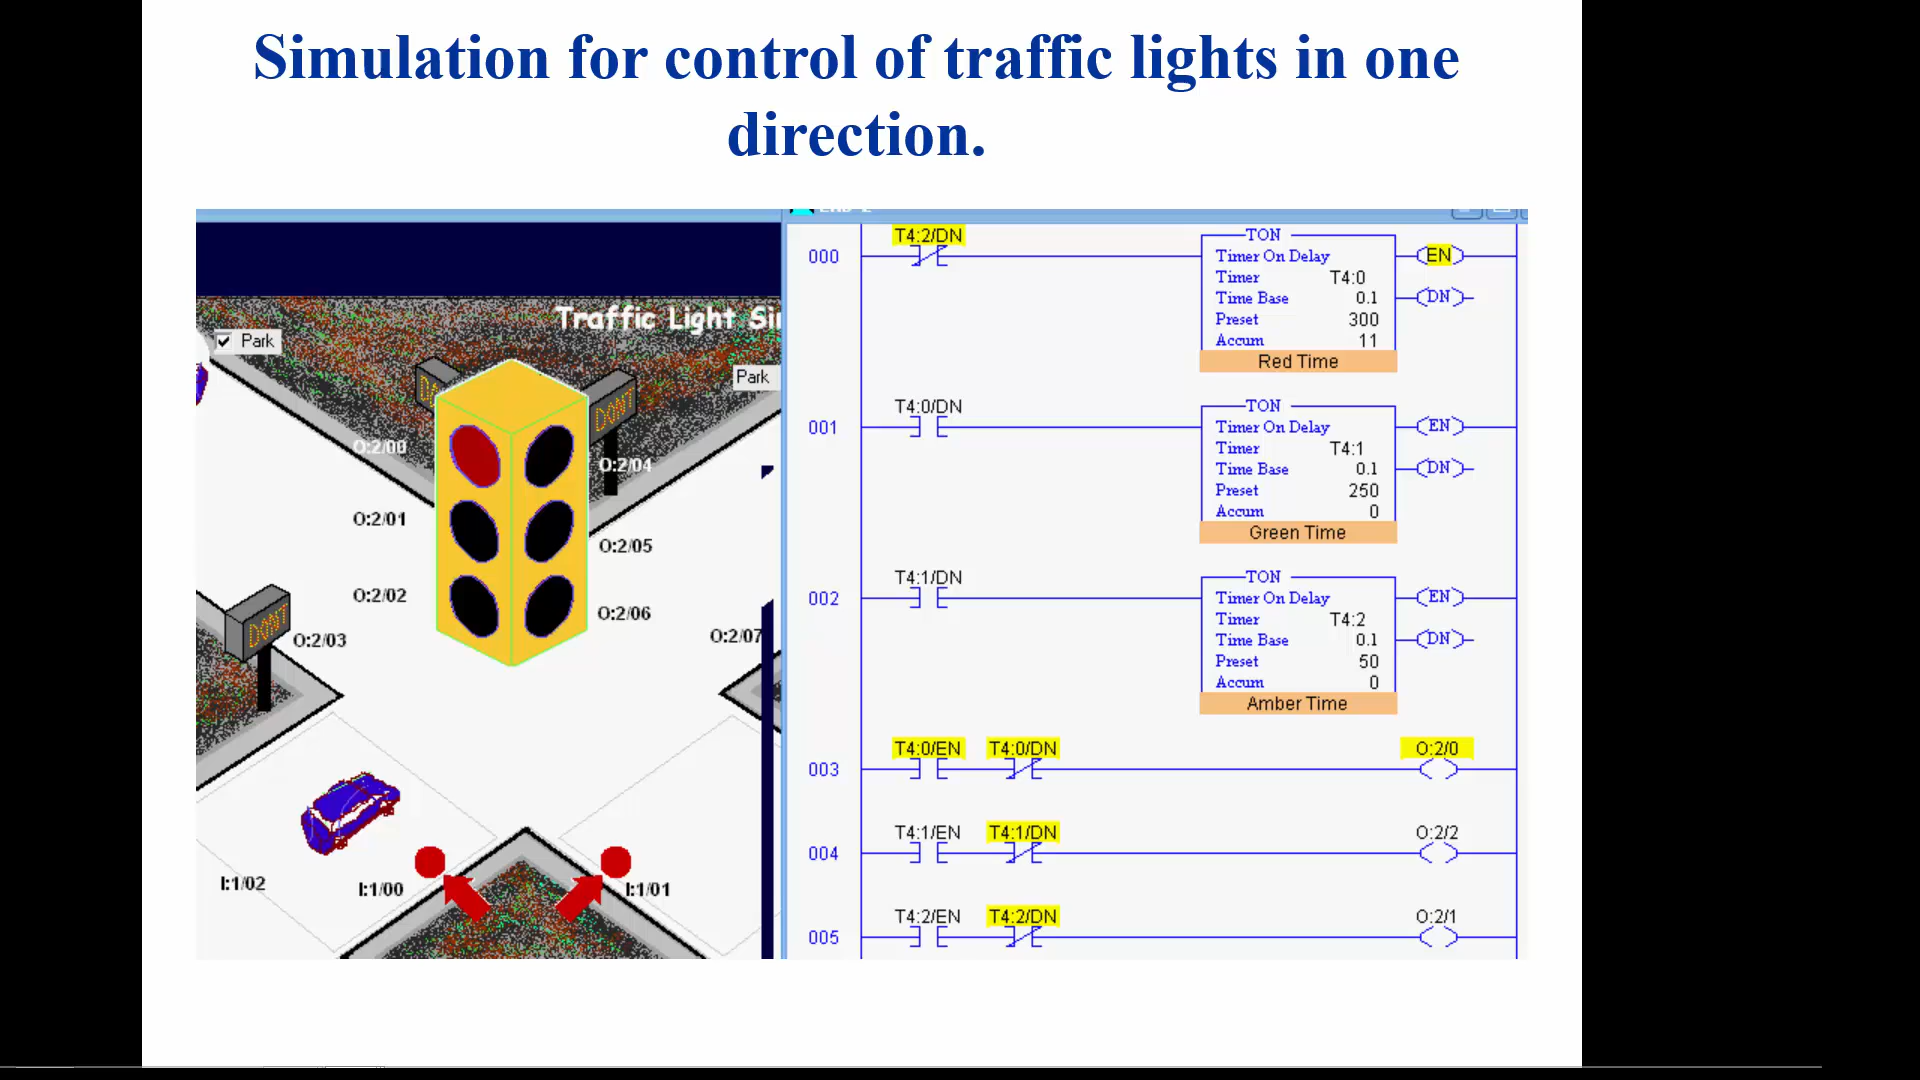 Simulation for control of traffic lights in one
direction.
Traffic Light
Park
Park
DONT
O:2/00
O:2/04
O:2/01
O:2/05
O:2/02
O:2/06
DONT
O:2/03
O:2/07
I:1/02
I:1/00
I:1/01
000
T4:2/DN
TON
Timer On Delay
Timer T4:0
Time Base 0.1
Preset 300
Accum 11
Red Time
EN
DN
001
T4:0/DN
TON
Timer On Delay
Timer T4:1
Time Base 0.1
Preset 250
Accum 0
Green Time
EN
DN
002
T4:1/DN
TON
Timer On Delay
Timer T4:2
Time Base 0.1
Preset 50
Accum 0
Amber Time
EN
DN
003
T4:0/EN T4:0/DN O:2/0
004
T4:1/EN T4:1/DN O:2/2
005
T4:2/EN T4:2/DN O:2/1